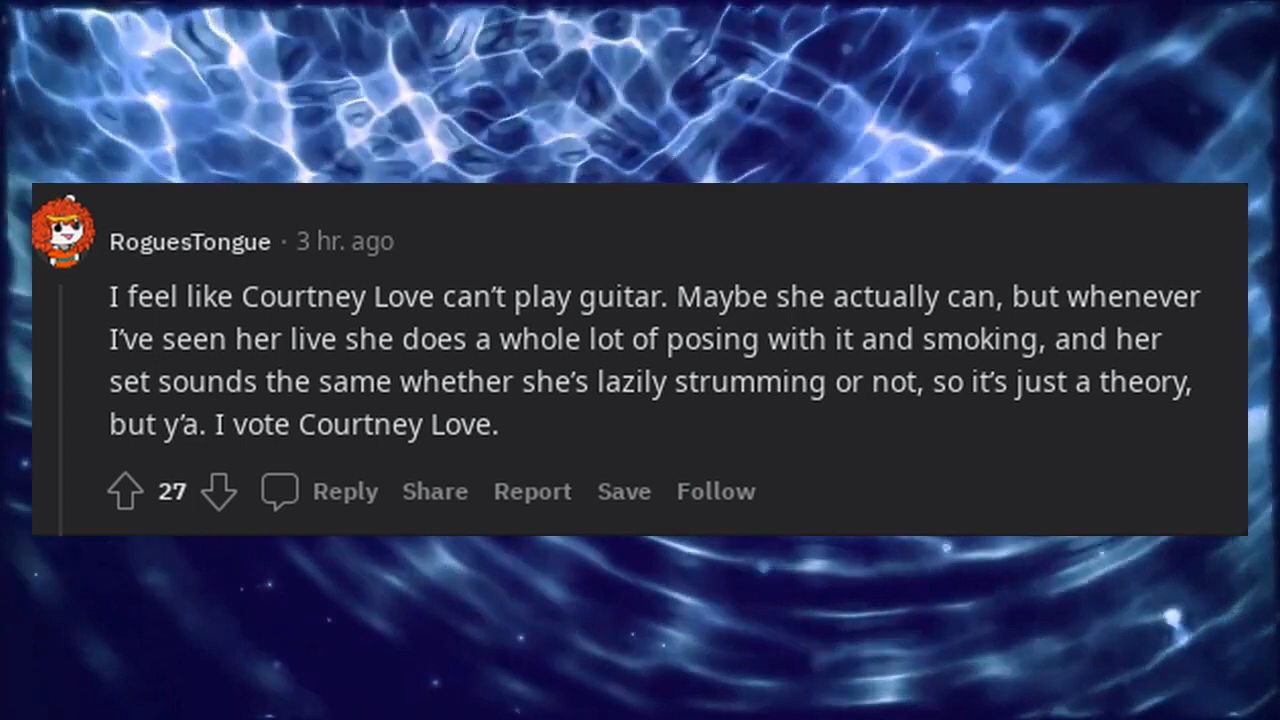 RoguesTongue · 3 hr. ago
I feel like Courtney Love can’t play guitar. Maybe she actually can, but whenever
I’ve seen her live she does a whole lot of posing with it and smoking, and her
set sounds the same whether she’s lazily strumming or not, so it’s just a theory,
but y’a. I vote Courtney Love.
27 Reply Share Report Save Follow